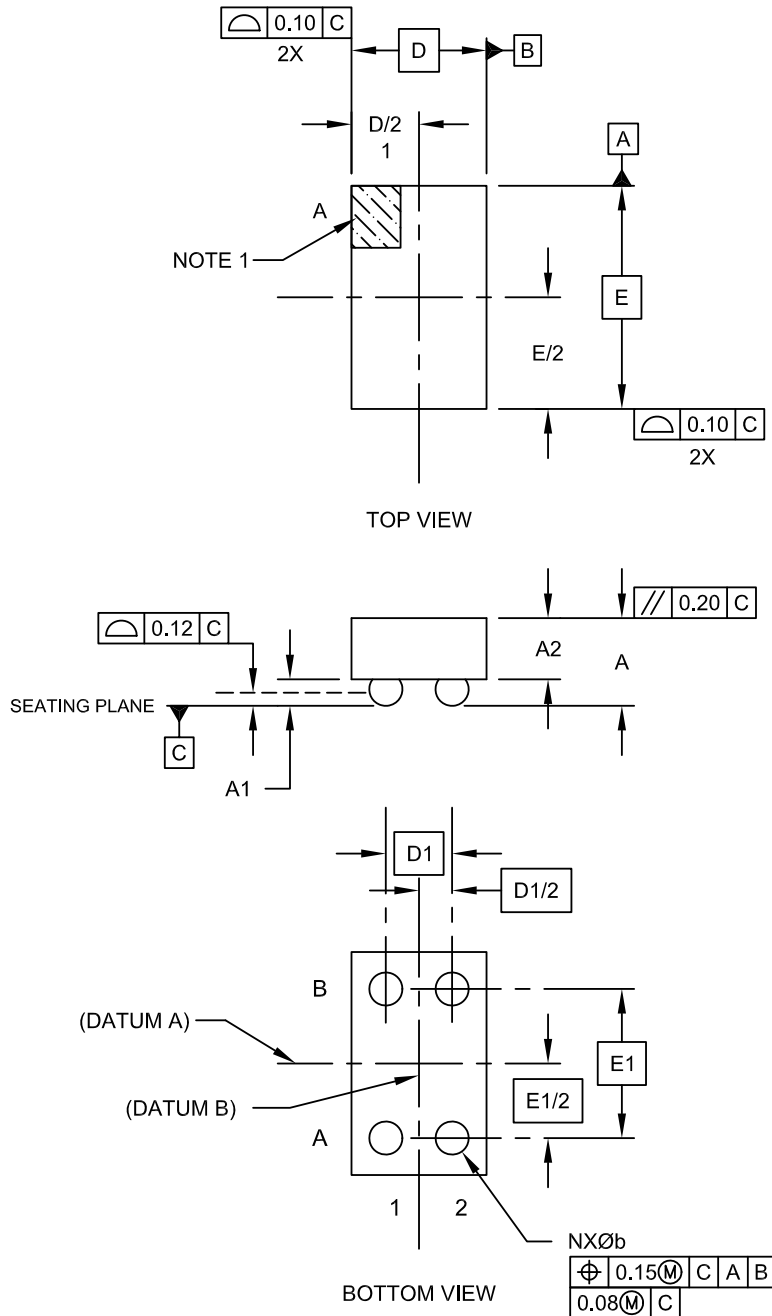 ⌓ 0.10 C
2X
D
B
D/2
1
A
A
NOTE 1
E
E/2
⌓ 0.10 C
2X
TOP VIEW
// 0.20 C
⌓ 0.12 C
A2
A
SEATING PLANE
C
A1
D1
D1/2
B
(DATUM A)
E1
(DATUM B)
E1/2
A
1 2
NXØb
⌖ 0.15Ⓜ C A B
0.08Ⓜ C
BOTTOM VIEW